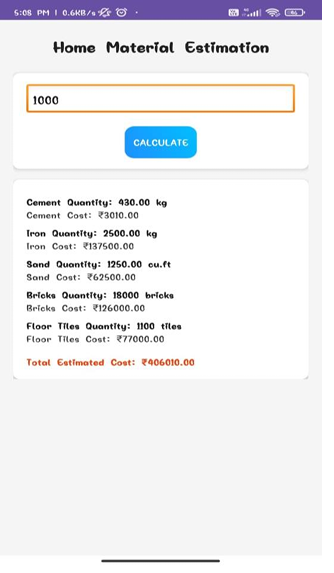 5:08 PM | 0.6KB/s
Home Material Estimation
1000
CALCULATE
Cement Quantity: 430.00 kg
Cement Cost: ₹3010.00
Iron Quantity: 2500.00 kg
Iron Cost: ₹137500.00
Sand Quantity: 1250.00 cu.ft
Sand Cost: ₹62500.00
Bricks Quantity: 18000 bricks
Bricks Cost: ₹126000.00
Floor Tiles Quantity: 1100 tiles
Floor Tiles Cost: ₹77000.00
Total Estimated Cost: ₹406010.00